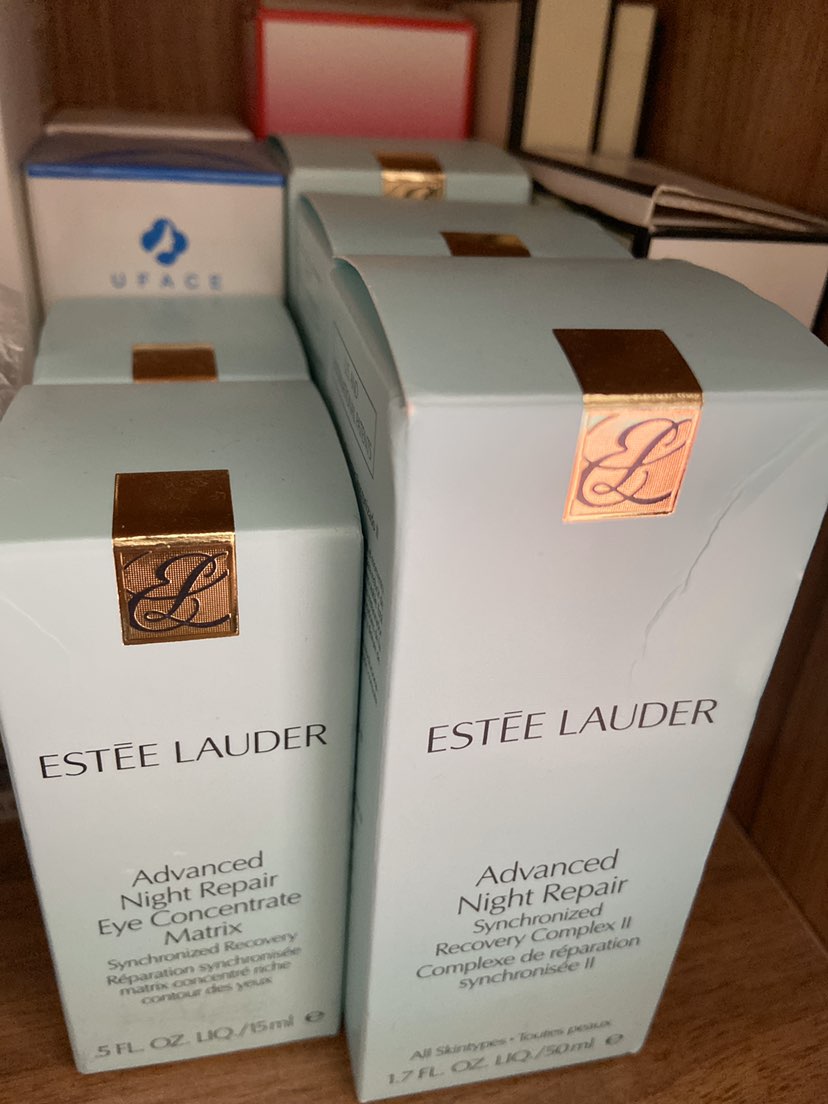 UFACE
EL
ESTĒE LAUDER
Advanced
Night Repair
Eye Concentrate
Matrix
Synchronized Recovery
Réparation synchronisée
matrix concentré riche
contour des yeux
.5 FL. OZ. LIQ./15ml e
EL
ESTĒE LAUDER
Advanced
Night Repair
Synchronized
Recovery Complex II
Complexe de réparation
synchronisée II
All Skintypes • Toutes peaux
1.7 FL. OZ. LIQ./50ml e